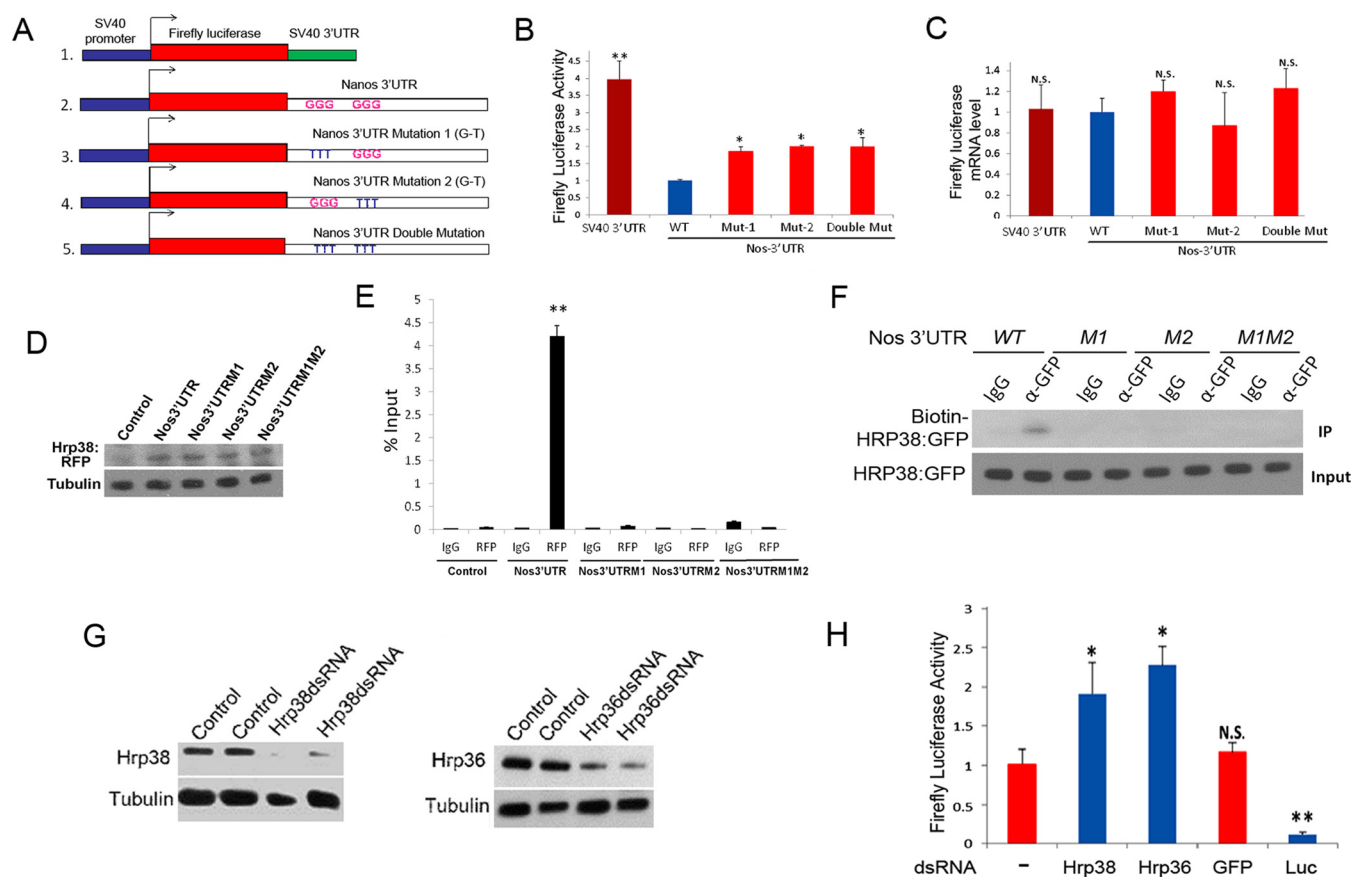 A
SV40 promoter
Firefly luciferase
SV40 3'UTR
1.
Nanos 3'UTR
2.
GGG GGG
Nanos 3'UTR Mutation 1 (G-T)
3.
TTT GGG
Nanos 3'UTR Mutation 2 (G-T)
4.
GGG TTT
Nanos 3'UTR Double Mutation
5.
TTT TTT
B
Firefly Luciferase Activity
4.5
4
3.5
3
2.5
2
1.5
1
0.5
0
**
*
*
*
SV40 3'UTR
WT
Mut-1
Mut-2
Double Mut
Nos-3'UTR
C
Firefly luciferase
mRNA level
1.4
1.2
1
0.8
0.6
0.4
0.2
0
N.S.
N.S.
N.S.
N.S.
SV40 3'UTR
WT
Mut-1
Mut-2
Double Mut
Nos-3'UTR
D
Control
Nos3'UTR
Nos3'UTRM1
Nos3'UTRM2
Nos3'UTRM1M2
Hrp38:
RFP
Tubulin
E
% Input
5
4.5
4
3.5
3
2.5
2
1.5
1
0.5
0
**
IgG RFP IgG RFP IgG RFP IgG RFP IgG RFP
Control
Nos3'UTR
Nos3'UTRM1
Nos3'UTRM2
Nos3'UTRM1M2
F
Nos 3'UTR WT M1 M2 M1M2
IgG α-GFP IgG α-GFP IgG α-GFP IgG α-GFP
Biotin-
HRP38:GFP
IP
HRP38:GFP
Input
G
Control
Control
Hrp38dsRNA
Hrp38dsRNA
Hrp38
Tubulin
Control
Control
Hrp36dsRNA
Hrp36dsRNA
Hrp36
Tubulin
H
Firefly Luciferase Activity
3
2.5
2
1.5
1
0.5
0
*
*
N.S.
**
dsRNA – Hrp38 Hrp36 GFP Luc